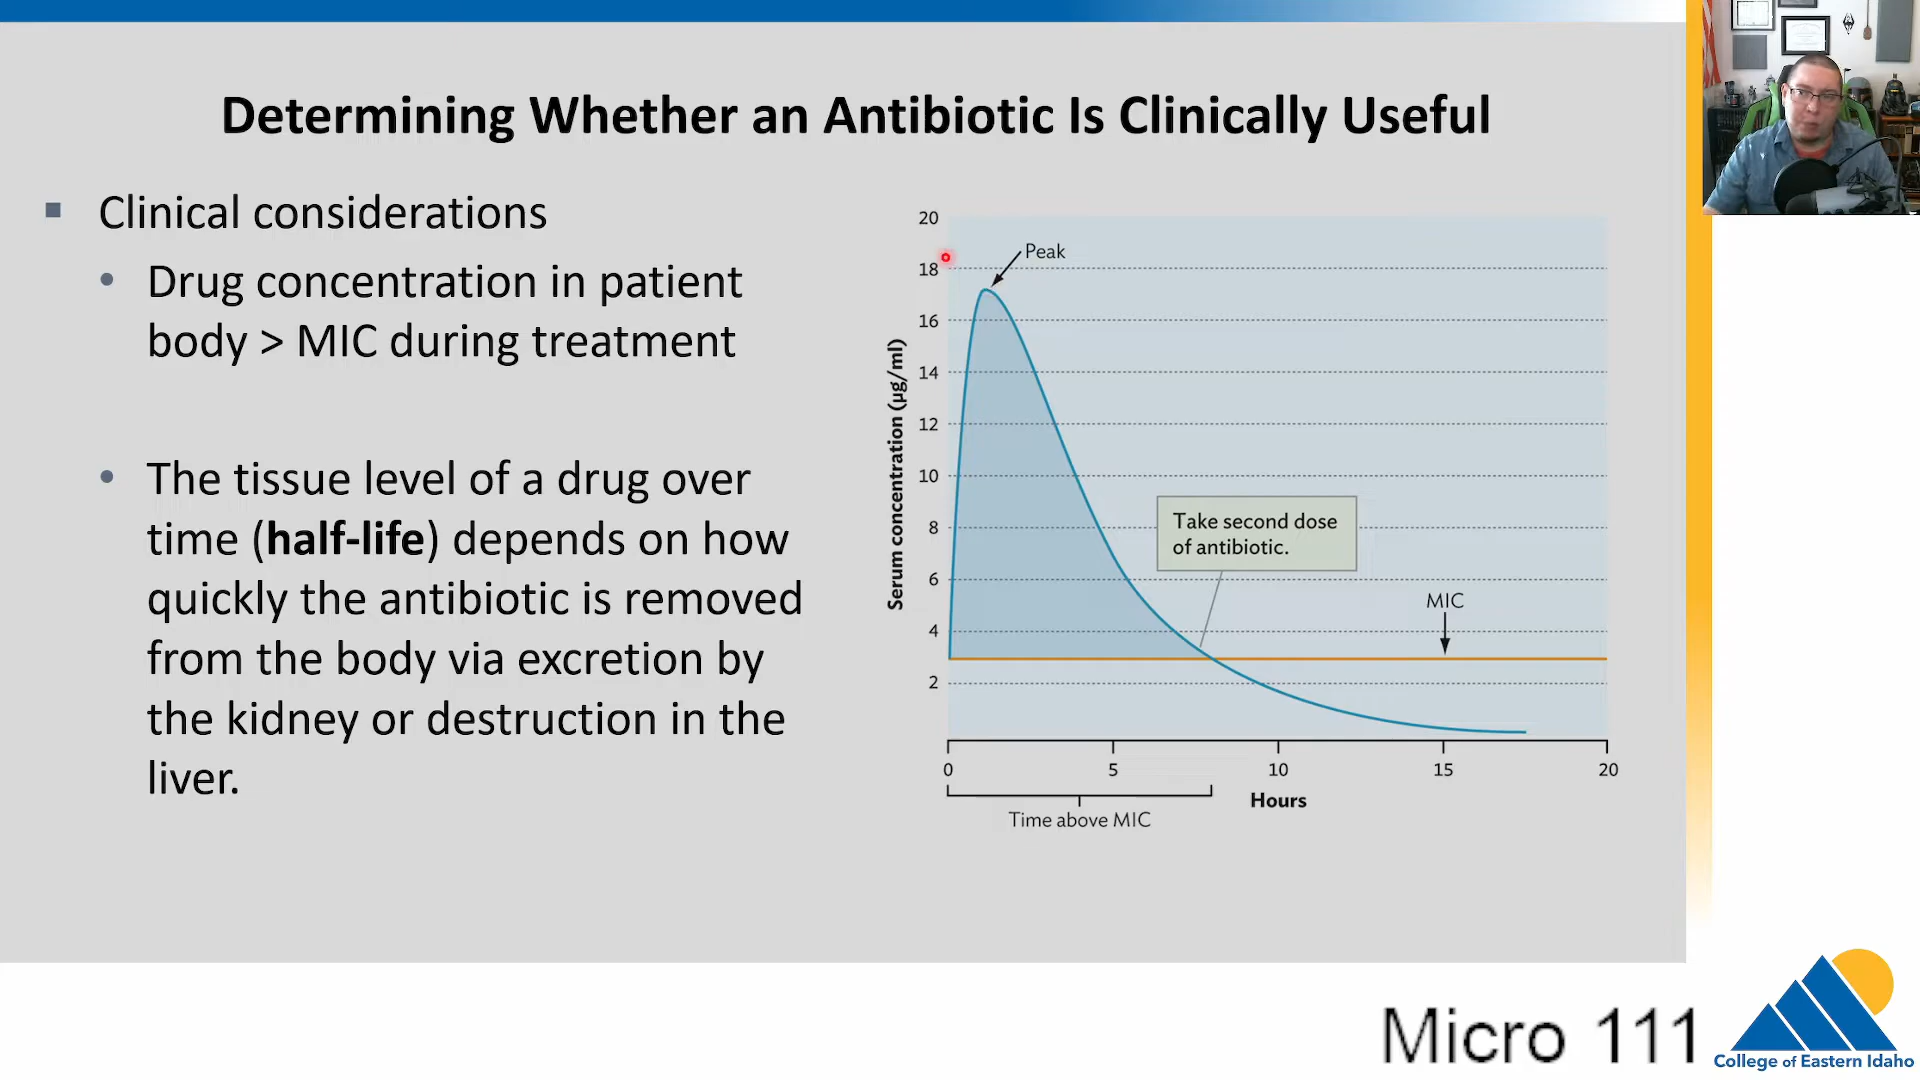 Determining Whether an Antibiotic Is Clinically Useful
Clinical considerations
Drug concentration in patient
body > MIC during treatment
The tissue level of a drug over
time (half-life) depends on how
quickly the antibiotic is removed
from the body via excretion by
the kidney or destruction in the
liver.
20
18
16
14
12
10
8
6
4
2
Serum concentration (µg/ml)
Peak
Take second dose
of antibiotic.
MIC
0 5 10 15 20
Hours
Time above MIC
Micro 111
College of Eastern Idaho